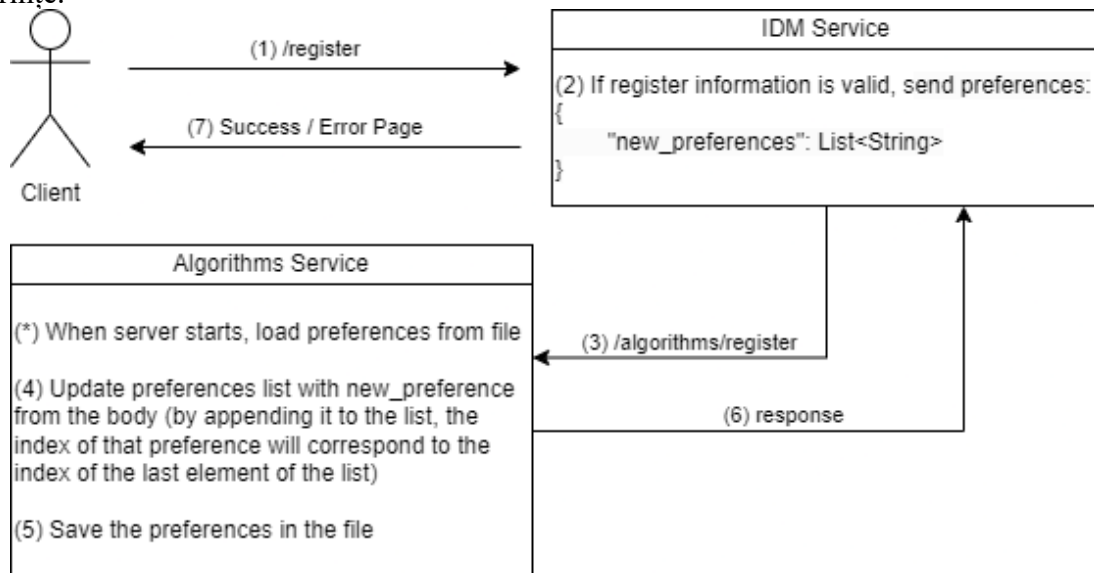 (1) /register
(7) Success / Error Page
Client
IDM Service
(2) If register information is valid, send preferences:
{
"new_preferences": List<String>
}
Algorithms Service
(*) When server starts, load preferences from file
(4) Update preferences list with new_preference
from the body (by appending it to the list, the
index of that preference will correspond to the
index of the last element of the list)
(5) Save the preferences in the file
(3) /algorithms/register
(6) response